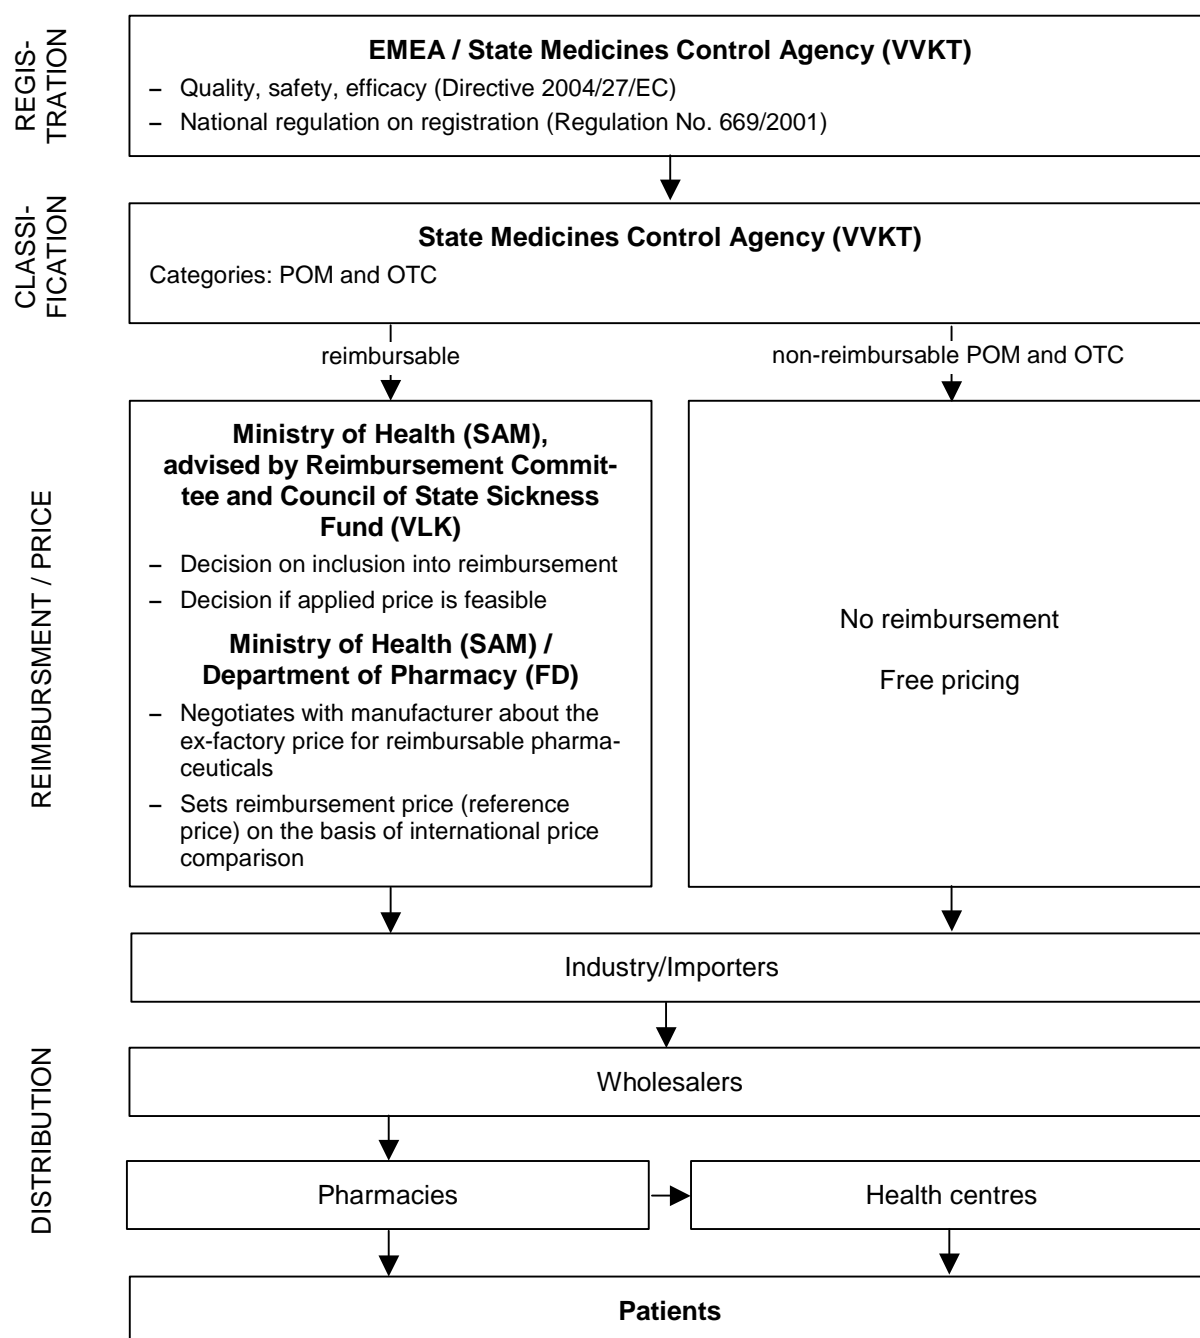 REGIS-
TRATION
EMEA / State Medicines Control Agency (VVKT)
– Quality, safety, efficacy (Directive 2004/27/EC)
– National regulation on registration (Regulation No. 669/2001)
CLASSI-
FICATION
State Medicines Control Agency (VVKT)
Categories: POM and OTC
reimbursable
non-reimbursable POM and OTC
REIMBURSMENT / PRICE
Ministry of Health (SAM),
advised by Reimbursement Commit-
tee and Council of State Sickness
Fund (VLK)
– Decision on inclusion into reimbursement
– Decision if applied price is feasible
Ministry of Health (SAM) /
Department of Pharmacy (FD)
– Negotiates with manufacturer about the
ex-factory price for reimbursable pharma-
ceuticals
– Sets reimbursement price (reference
price) on the basis of international price
comparison
No reimbursement
Free pricing
DISTRIBUTION
Industry/Importers
Wholesalers
Pharmacies
Health centres
Patients